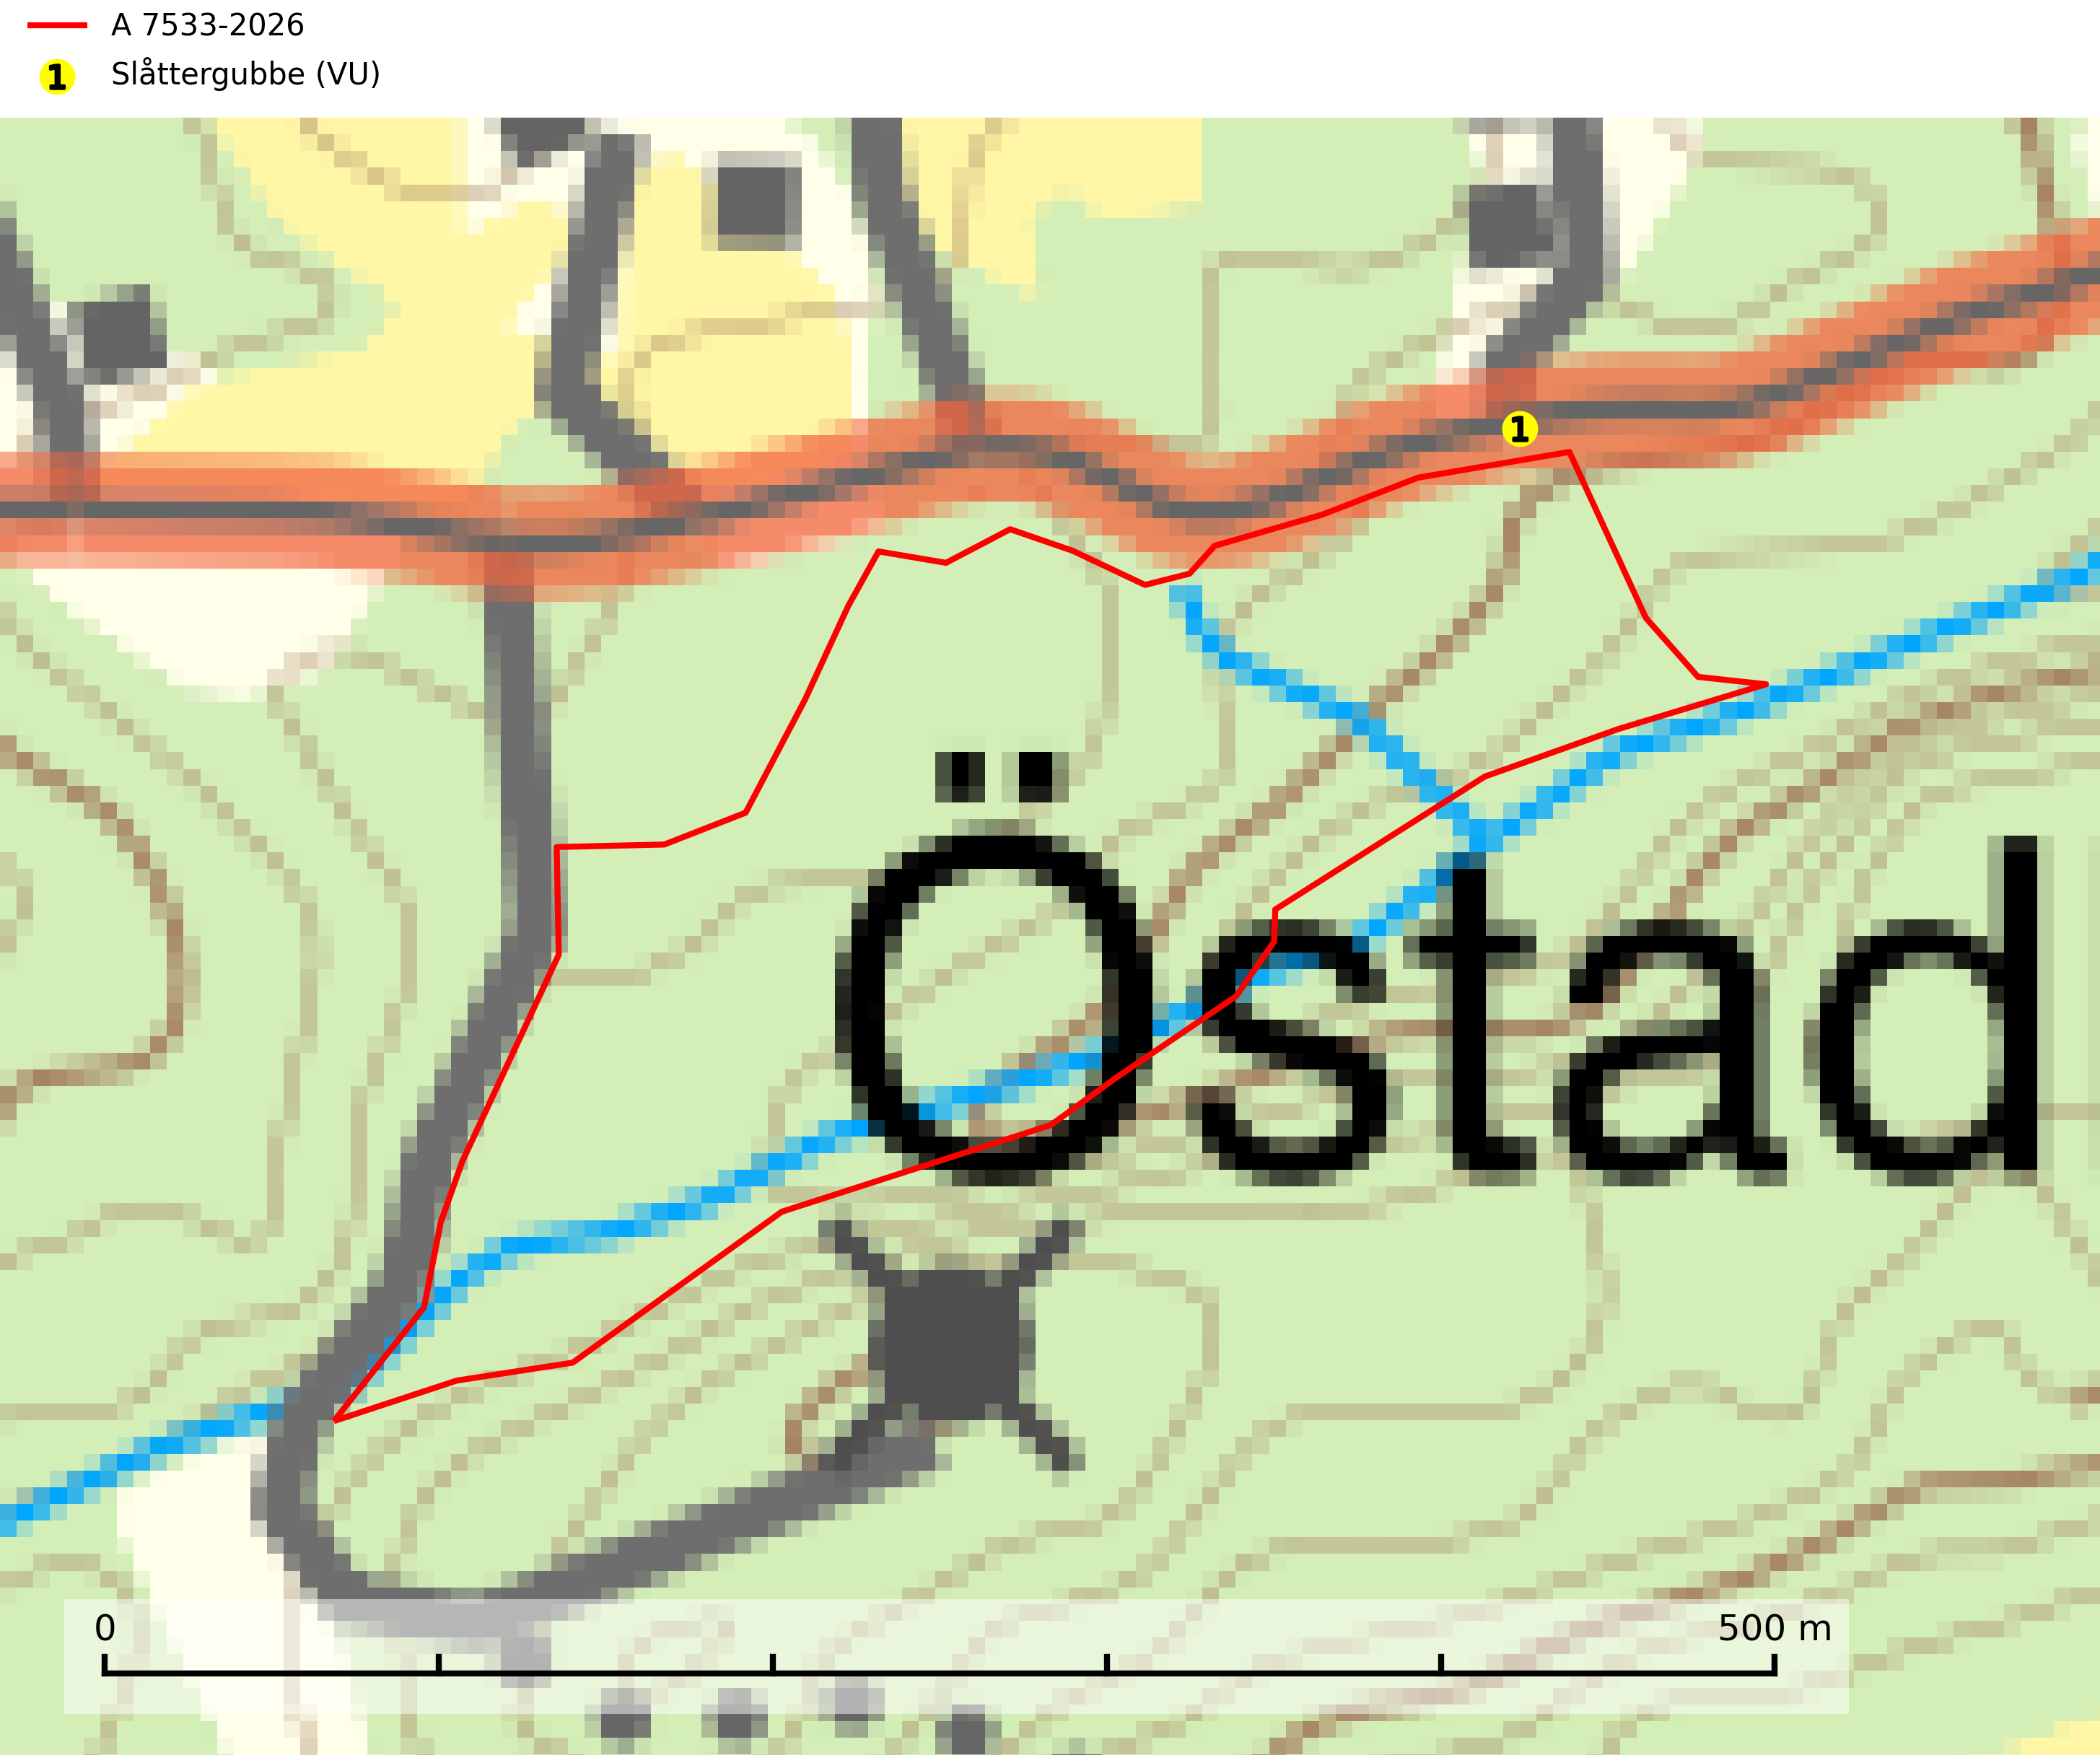 A 7533-2026
1 Slåttergubbe (VU)
1
Östad
0 500 m